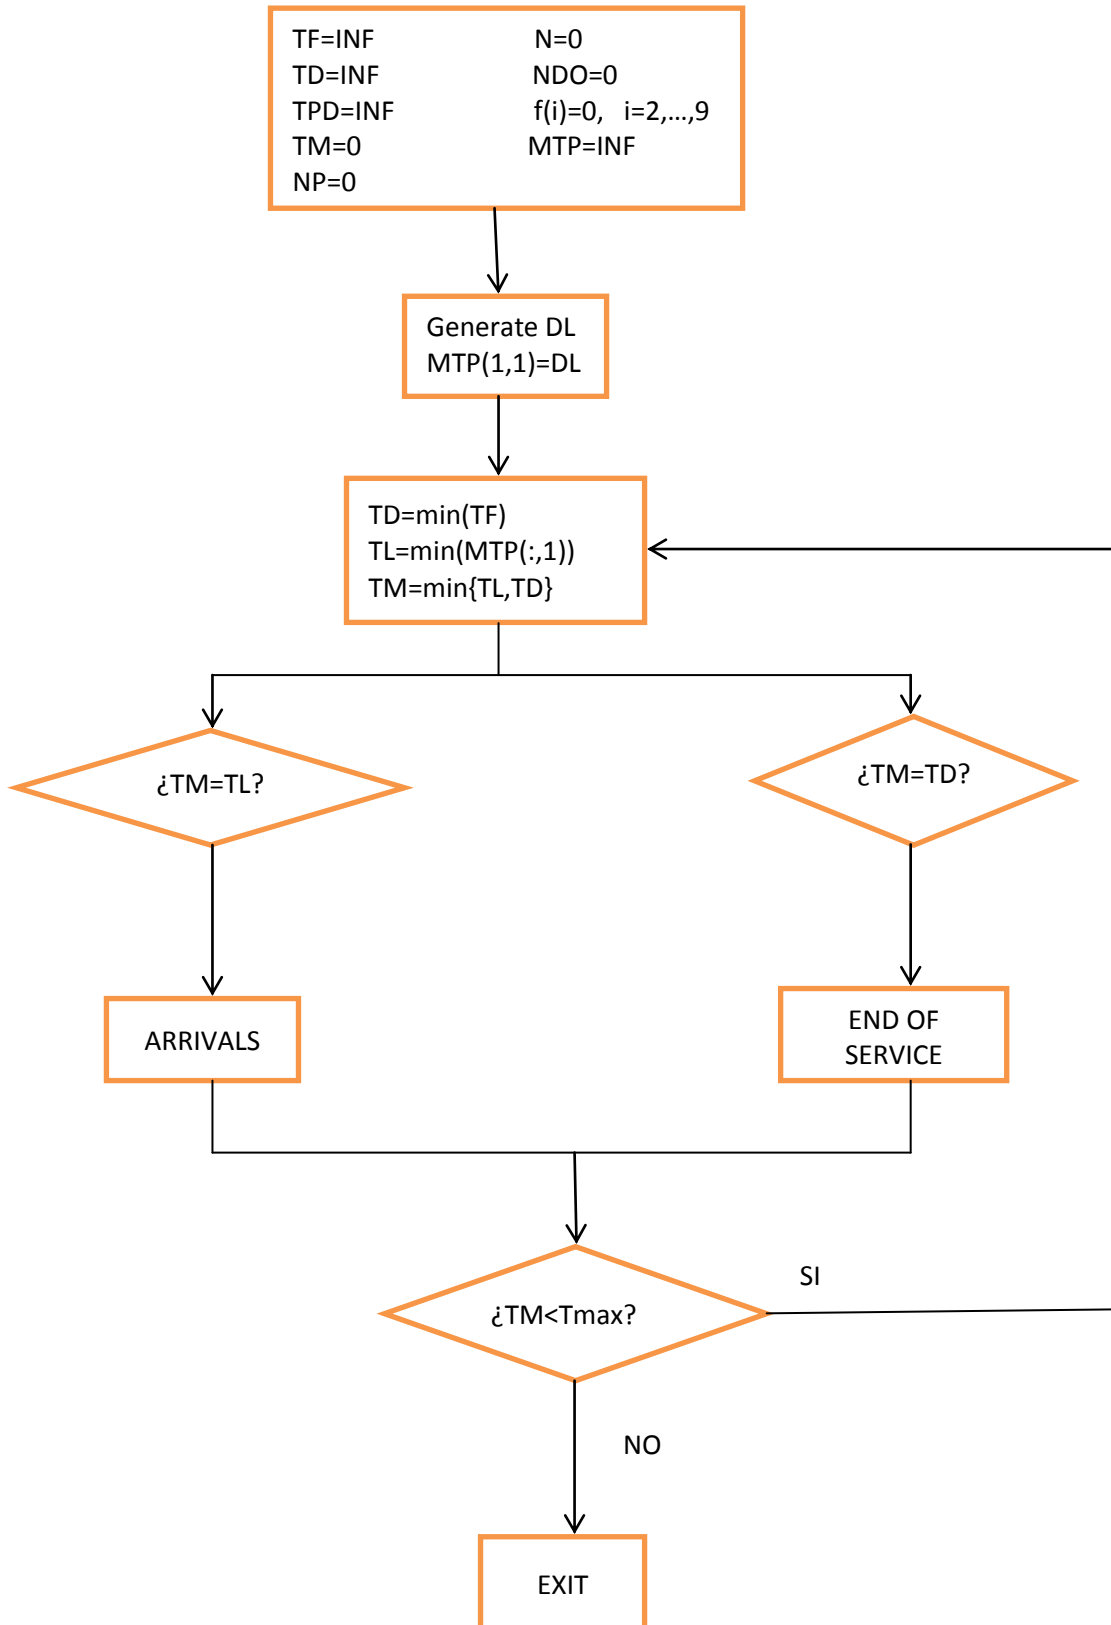 TF=INF N=0
TD=INF NDO=0
TPD=INF f(i)=0, i=2,...,9
TM=0 MTP=INF
NP=0
Generate DL
MTP(1,1)=DL
TD=min(TF)
TL=min(MTP(:,1))
TM=min{TL,TD}
¿TM=TL?
¿TM=TD?
ARRIVALS
END OF
SERVICE
¿TM<Tmax?
SI
NO
EXIT